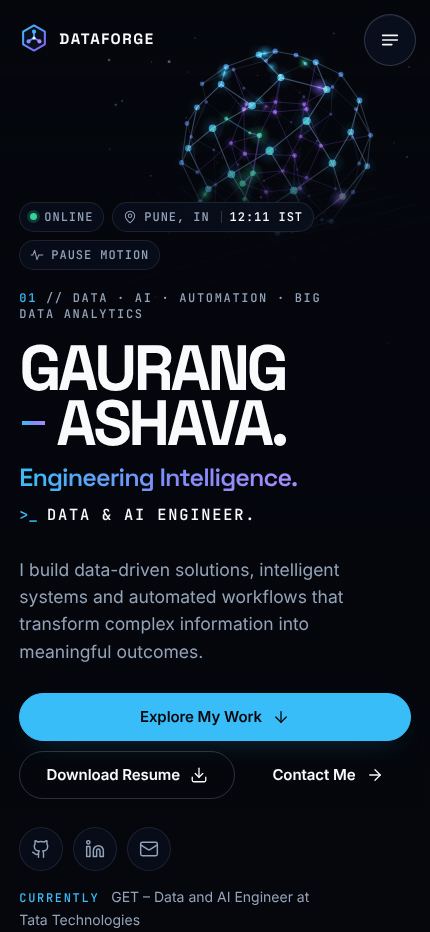 DATAFORGE
ONLINE
PUNE, IN | 12:11 IST
PAUSE MOTION
01 // DATA · AI · AUTOMATION · BIG
DATA ANALYTICS
GAURANG
– ASHAVA.
Engineering Intelligence.
>_ DATA & AI ENGINEER.
I build data-driven solutions, intelligent
systems and automated workflows that
transform complex information into
meaningful outcomes.
Explore My Work ↓
Download Resume
Contact Me →
CURRENTLY GET – Data and AI Engineer at
Tata Technologies